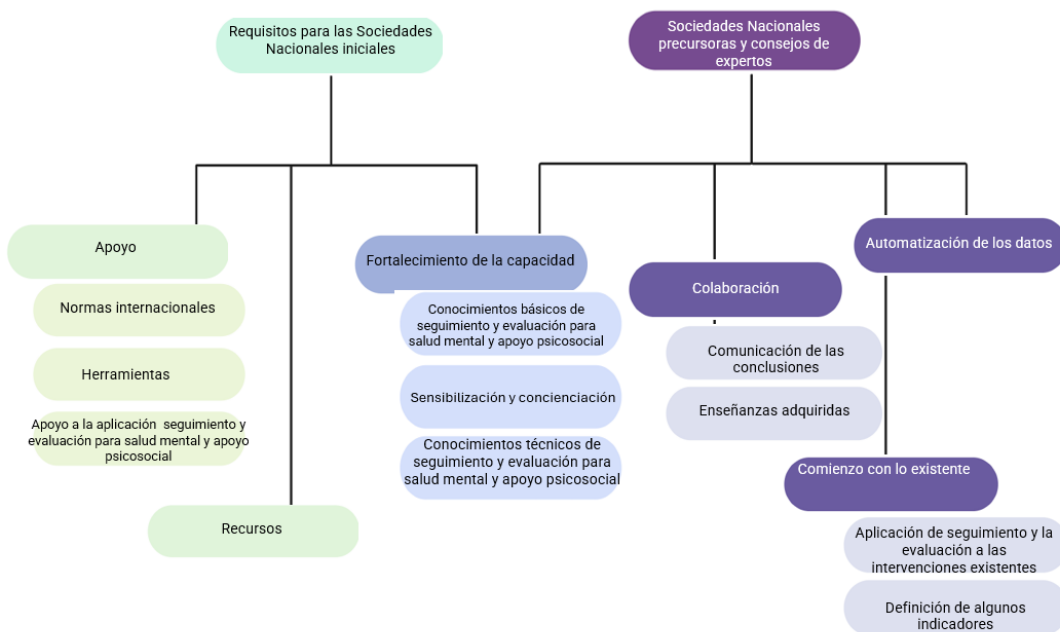 Requisitos para las Sociedades
Nacionales iniciales
Sociedades Nacionales
precursoras y consejos de
expertos
Apoyo
Normas internacionales
Herramientas
Apoyo a la aplicación seguimiento y
evaluación para salud mental y apoyo
psicosocial
Recursos
Fortalecimiento de la capacidad
Conocimientos básicos de
seguimiento y evaluación para
salud mental y apoyo psicosocial
Sensibilización y concienciación
Conocimientos técnicos de
seguimiento y evaluación para
salud mental y apoyo psicosocial
Colaboración
Comunicación de las
conclusiones
Enseñanzas adquiridas
Automatización de los datos
Comienzo con lo existente
Aplicación de seguimiento y la
evaluación a las
intervenciones existentes
Definición de algunos
indicadores